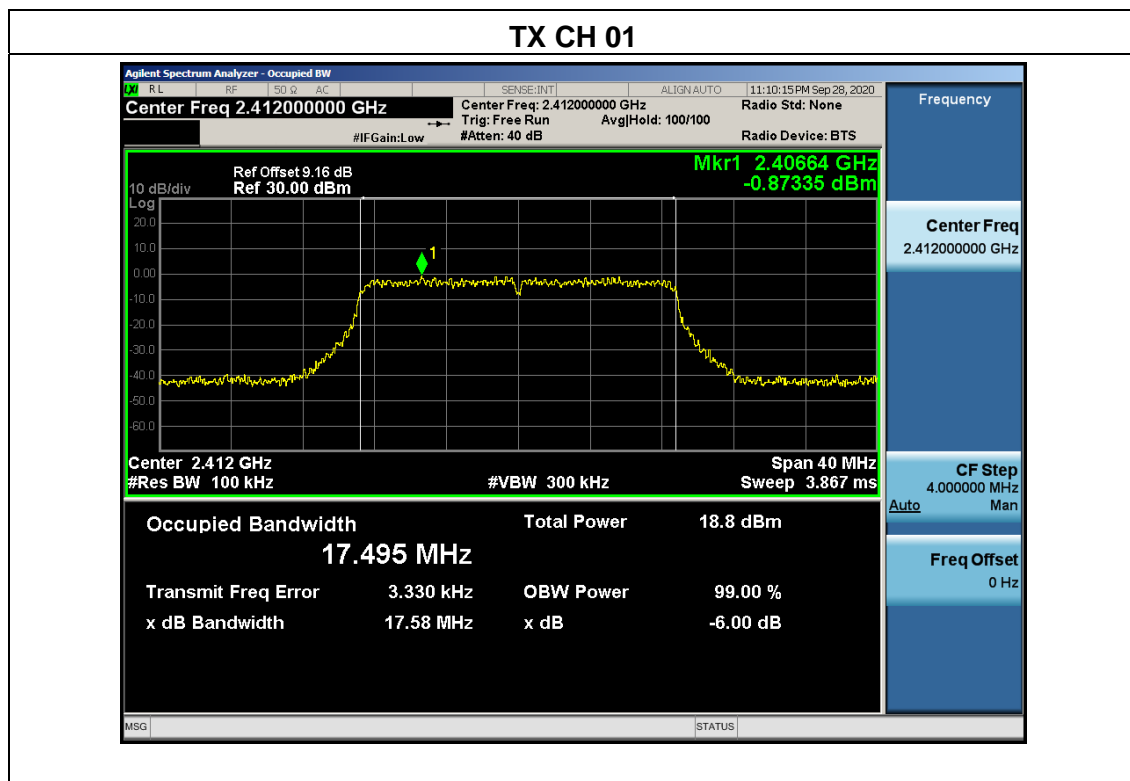 TX CH 01
Agilent Spectrum Analyzer - Occupied BW
LXI RL RF 50 Ω AC SENSE:INT ALIGN AUTO 11:10:15 PM Sep 28, 2020
Center Freq 2.412000000 GHz
Center Freq: 2.412000000 GHz
Radio Std: None
Trig: Free Run Avg|Hold: 100/100
#IFGain:Low
#Atten: 40 dB
Radio Device: BTS
Frequency
Mkr1 2.40664 GHz
-0.87335 dBm
Ref Offset 9.16 dB
10 dB/div Ref 30.00 dBm
Log
20.0
10.0
0.00
-10.0
-20.0
-30.0
-40.0
-50.0
-60.0
1
Center 2.412 GHz Span 40 MHz
#Res BW 100 kHz #VBW 300 kHz Sweep 3.867 ms
Occupied Bandwidth Total Power 18.8 dBm
17.495 MHz
Transmit Freq Error 3.330 kHz OBW Power 99.00 %
x dB Bandwidth 17.58 MHz x dB -6.00 dB
Center Freq
2.412000000 GHz
CF Step
4.000000 MHz
Auto Man
Freq Offset
0 Hz
MSG STATUS